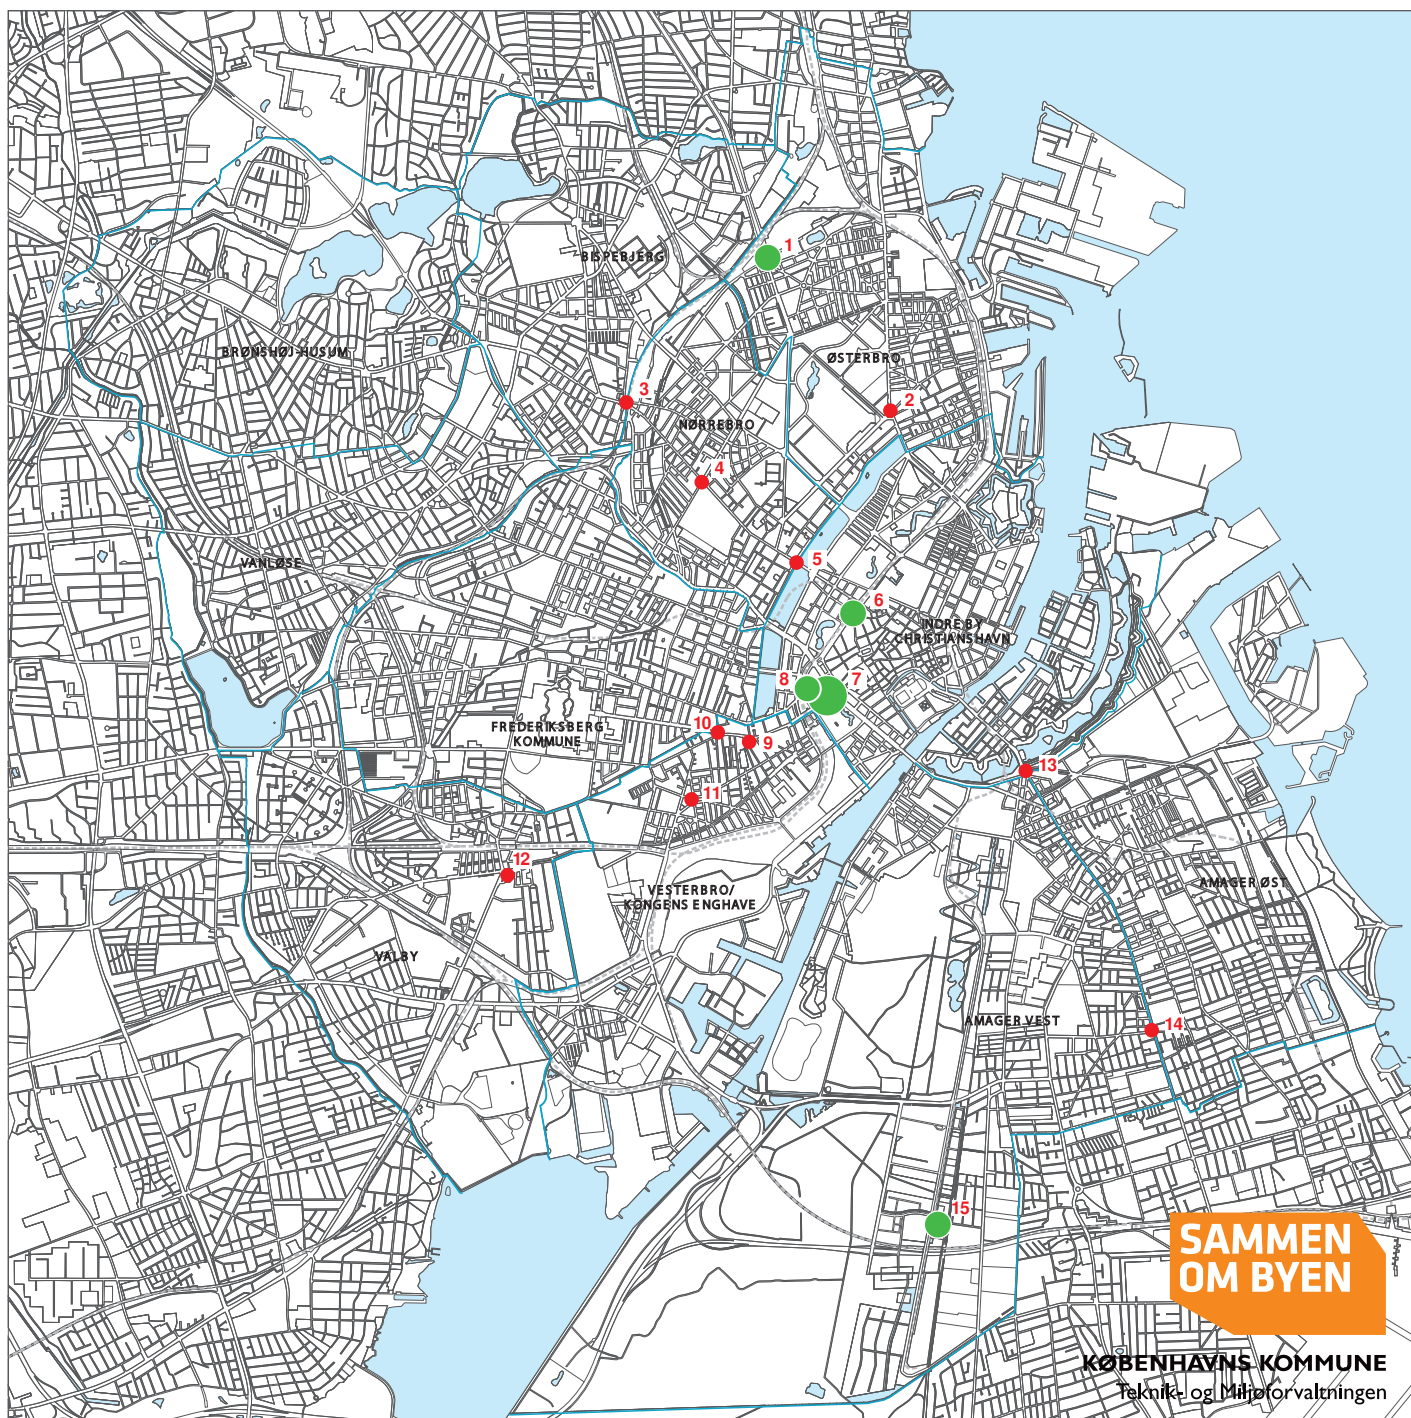 1
BISPEBJERG
BRØNSHØJ-HUSUM
ØSTERBRO
3
2
NØRREBRO
4
VANLØSE
5
6
INDRE BY
CHRISTIANSHAVN
8
7
FREDERIKSBERG
KOMMUNE
10
9
13
11
12
VESTERBRO/
KONGENS ENGHAVE
AMAGER ØST
VALBY
AMAGER VEST
14
15
SAMMEN
OM BYEN
KØBENHAVNS KOMMUNE
Teknik- og Miljøforvaltningen